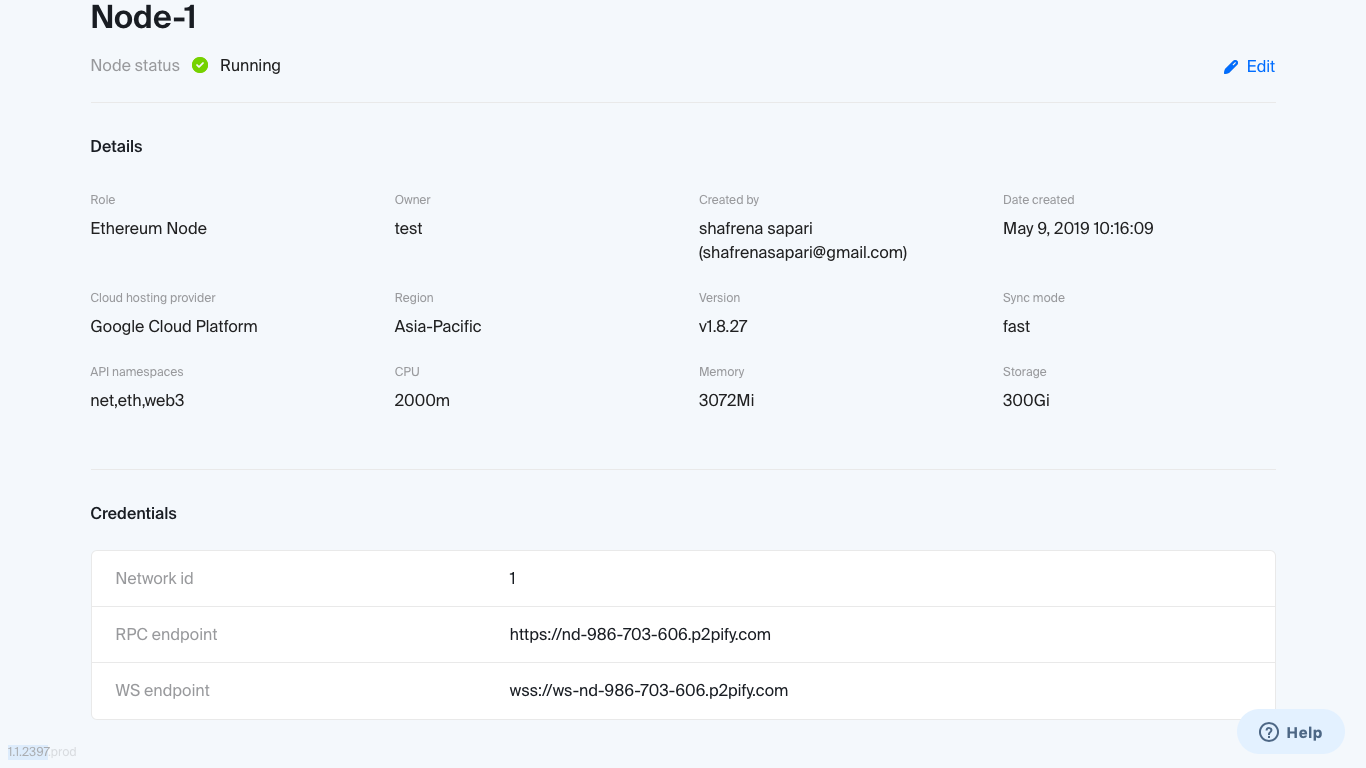 Node-1
Node status Running
Edit
Details
Role Owner Created by Date created
Ethereum Node test shafrena sapari May 9, 2019 10:16:09
(shafrenasapari@gmail.com)
Cloud hosting provider Region Version Sync mode
Google Cloud Platform Asia-Pacific v1.8.27 fast
API namespaces CPU Memory Storage
net,eth,web3 2000m 3072Mi 300Gi
Credentials
Network id 1
RPC endpoint https://nd-986-703-606.p2pify.com
WS endpoint wss://ws-nd-986-703-606.p2pify.com
? Help
1.1.2397.prod